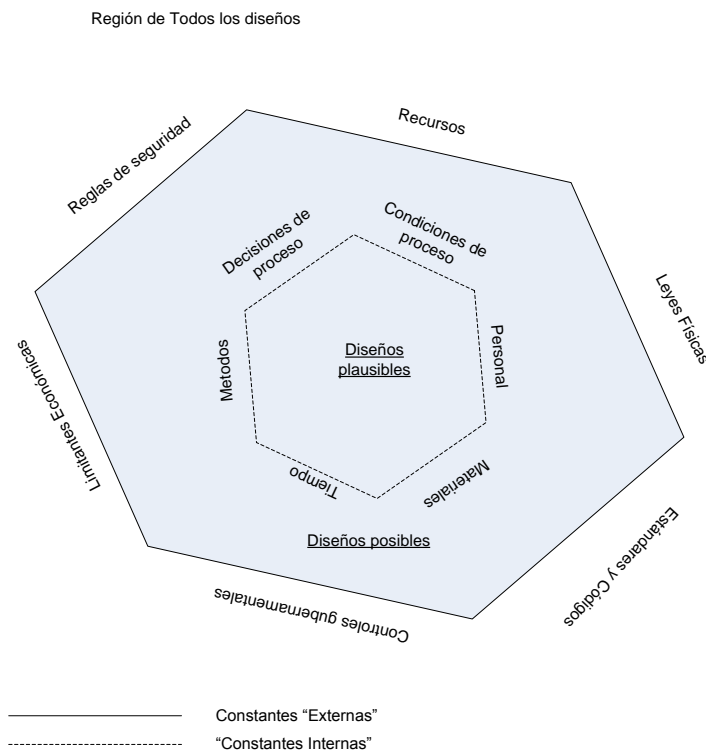 Región de Todos los diseños
Recursos
Reglas de seguridad
Condiciones de
proceso
Decisiones de
proceso
Leyes Físicas
Personal
Metodos
Diseños
plausibles
Limitantes Económicas
Tiempo
Materiales
Diseños posibles
Estándares y Códigos
Controles gubernamentales
Constantes “Externas”
“Constantes Internas”